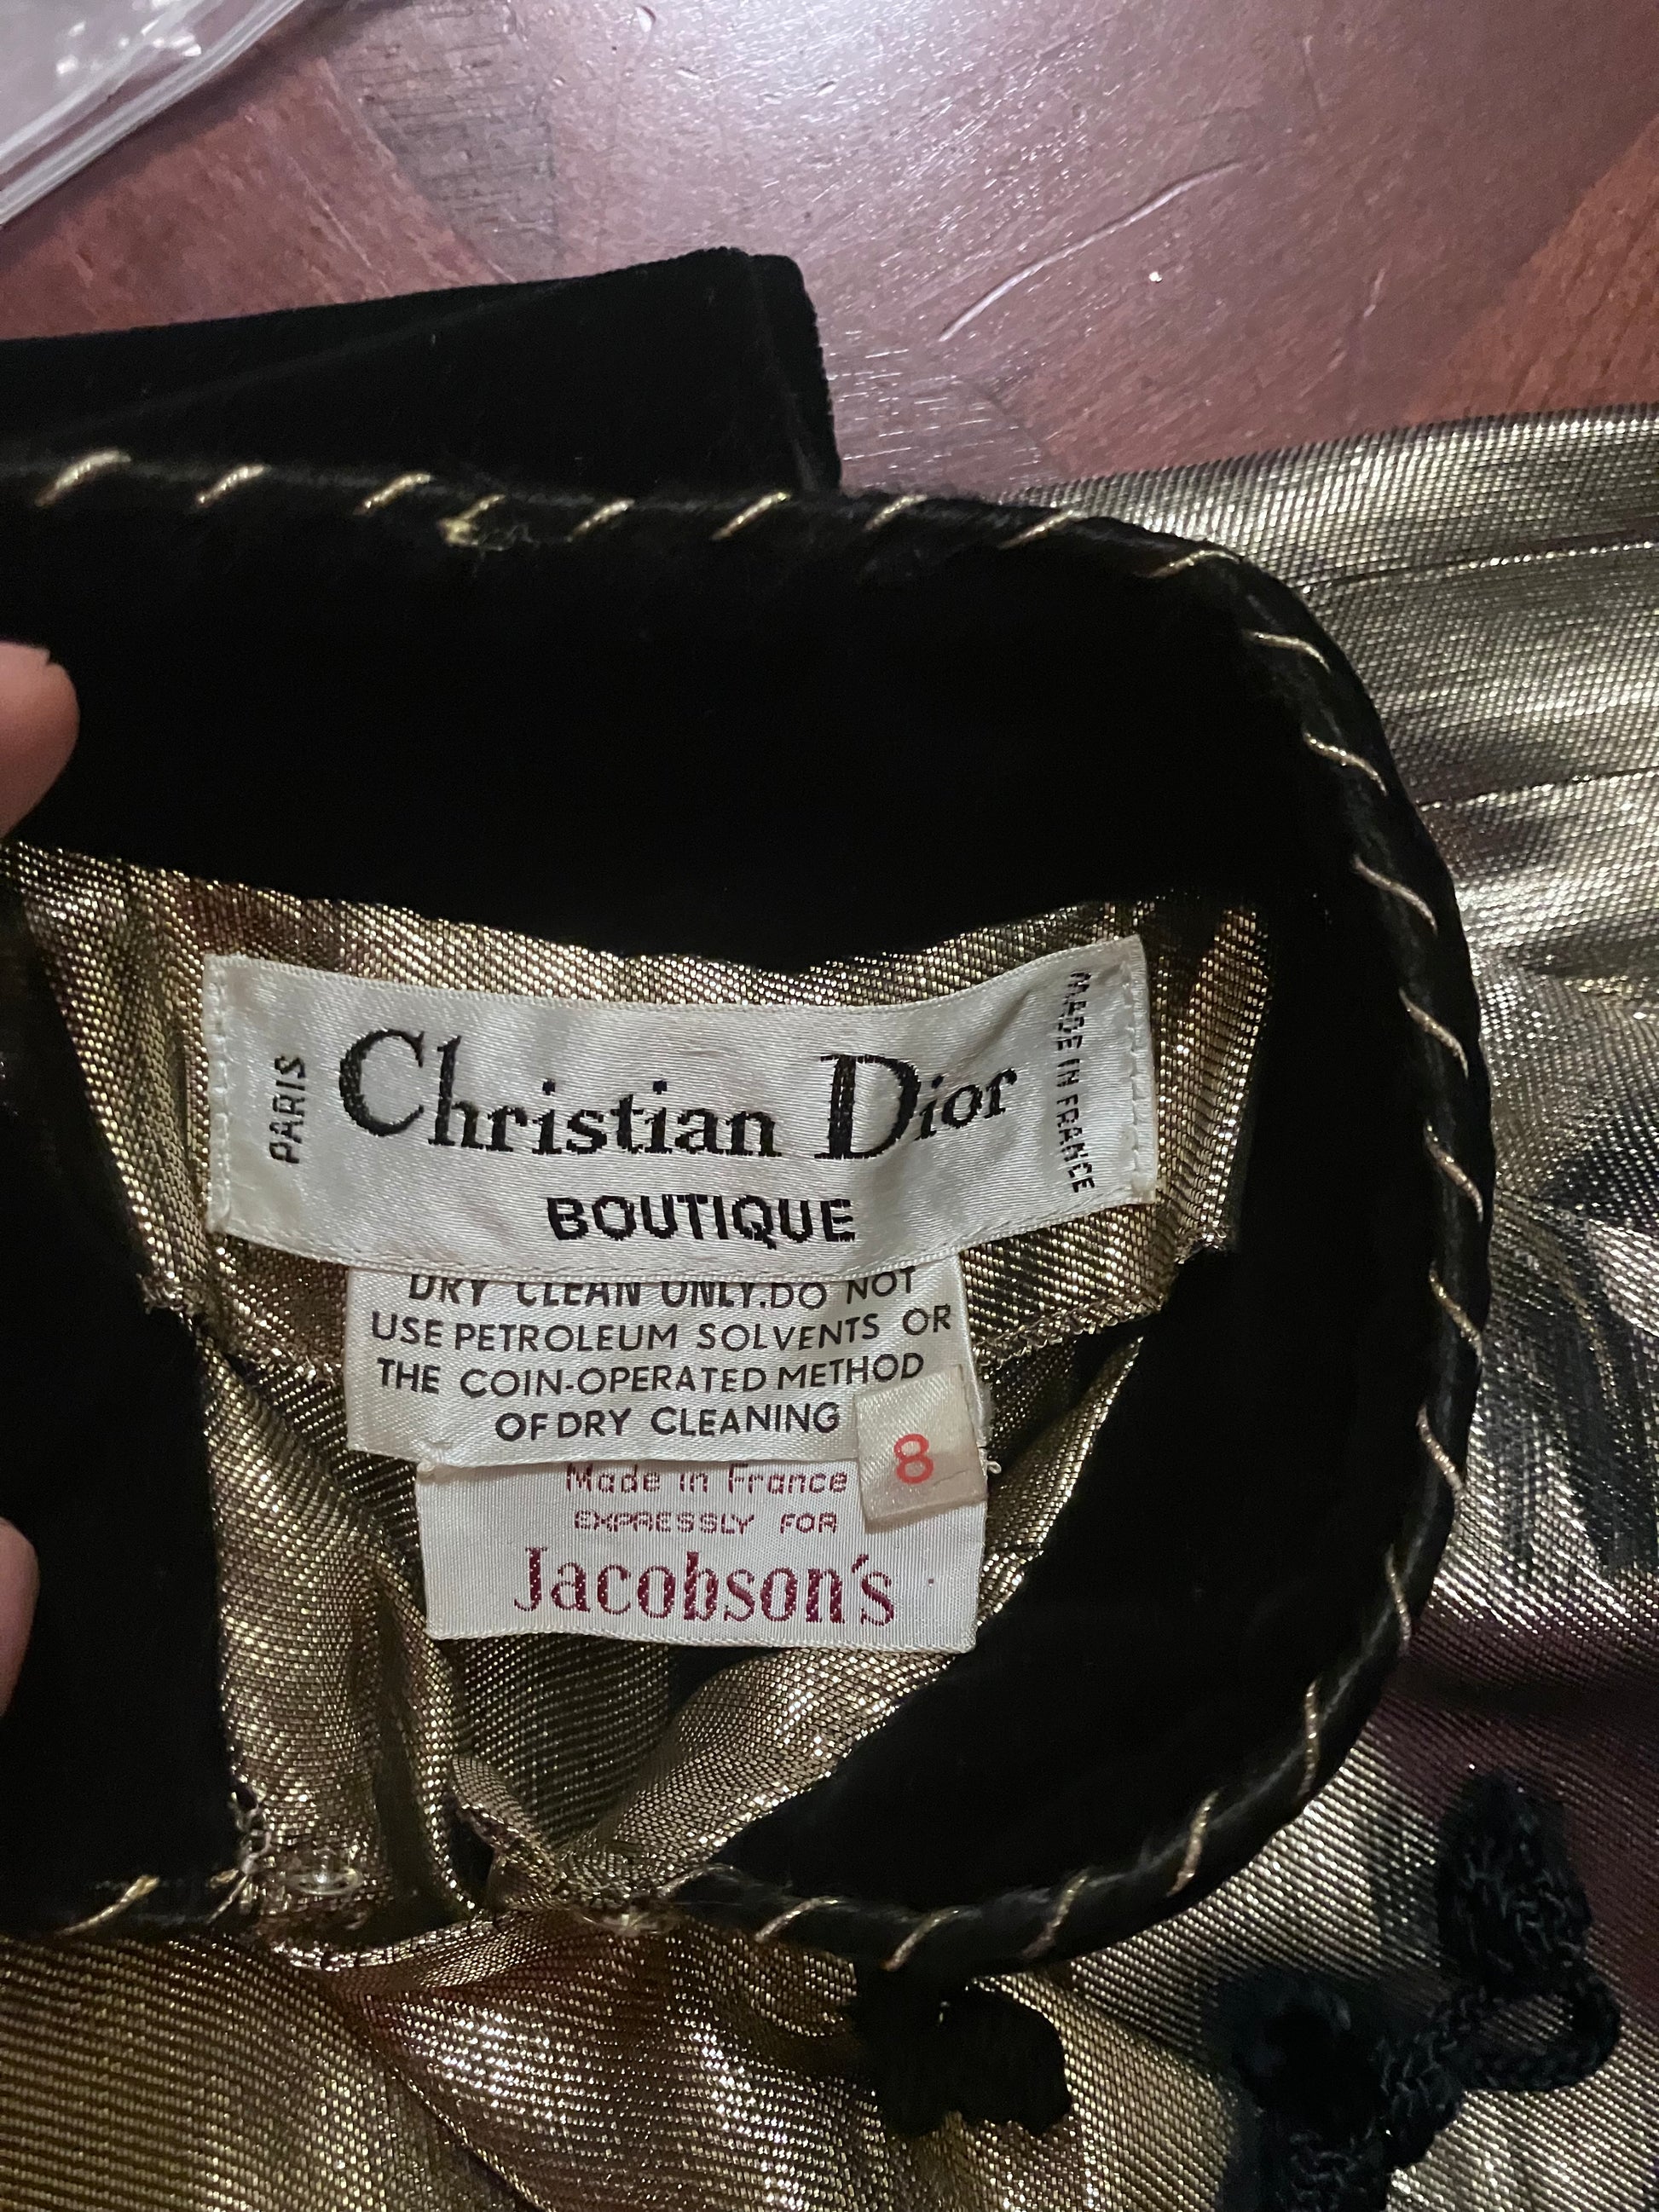 PARIS
Christian Dior
MADE IN FRANCE
BOUTIQUE
DRY CLEAN ONLY.DO NOT
USE PETROLEUM SOLVENTS OR
THE COIN-OPERATED METHOD
OF DRY CLEANING
8
Made in France
EXPRESSLY FOR
Jacobson's